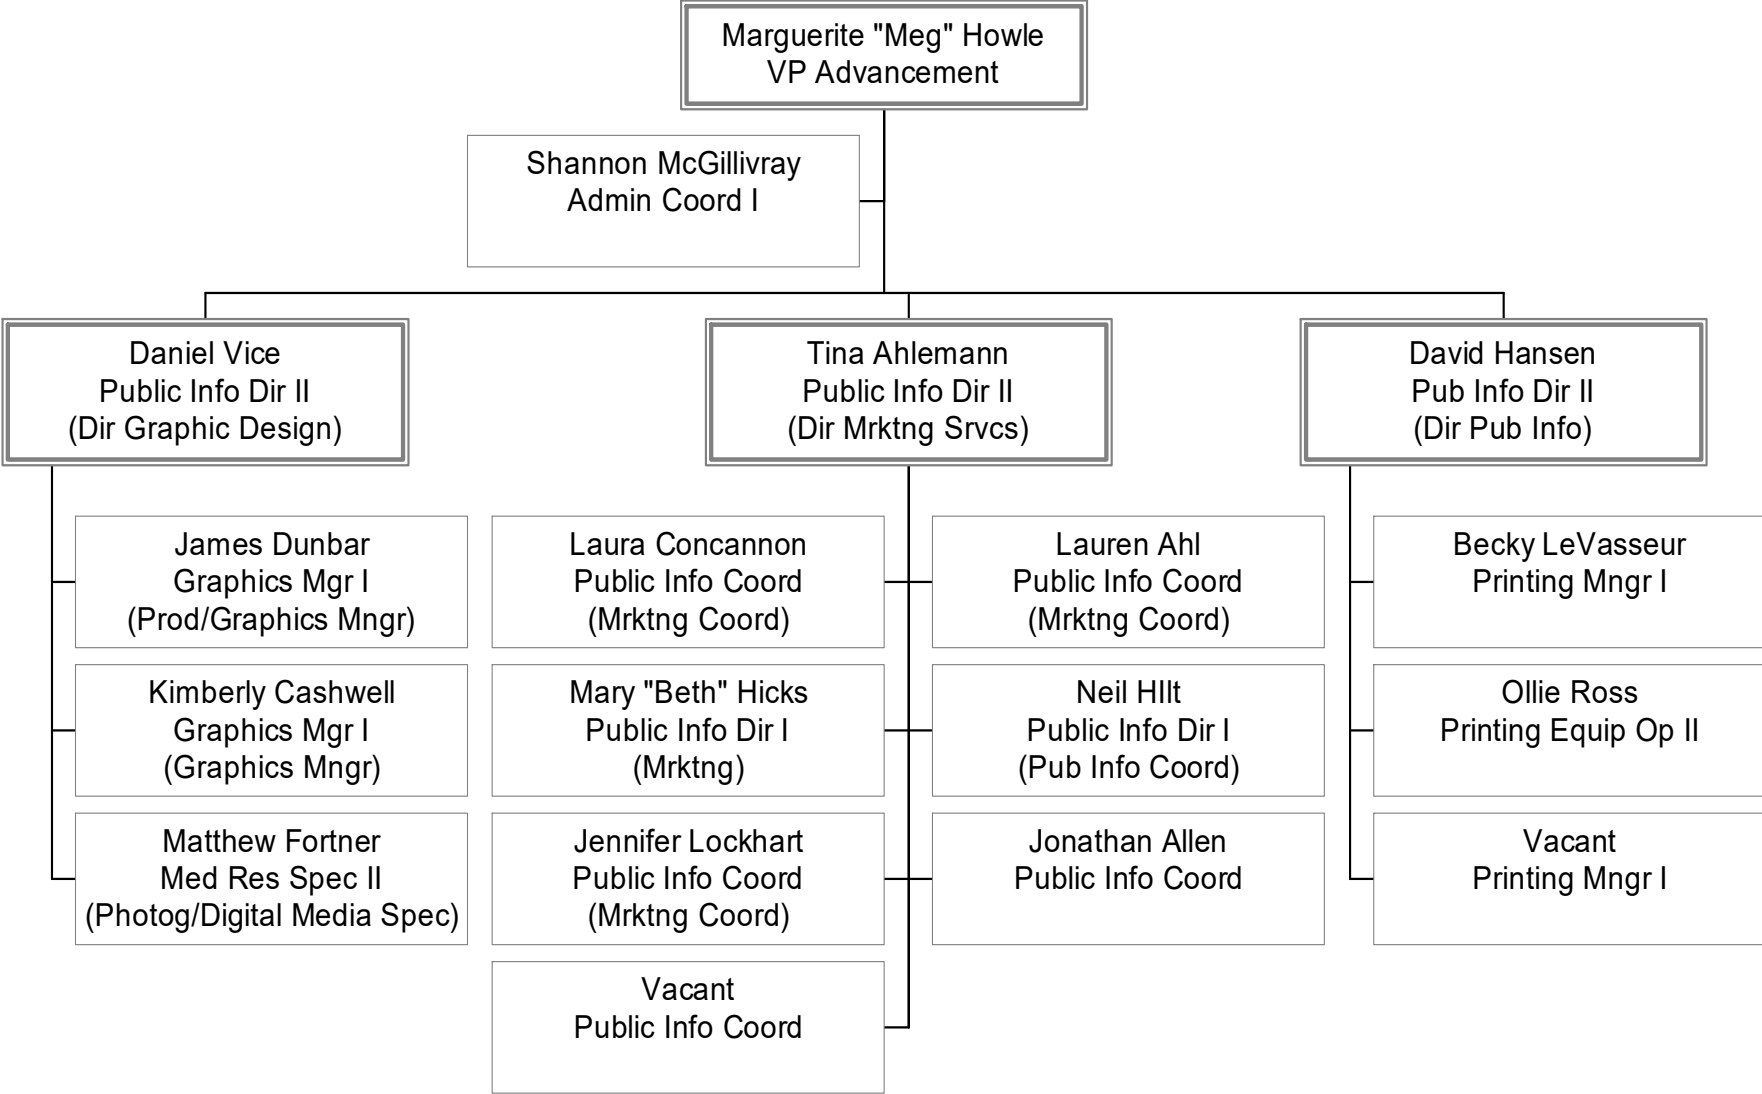 Marguerite "Meg" Howle
VP Advancement
Shannon McGillivray
Admin Coord I
Daniel Vice
Public Info Dir II
(Dir Graphic Design)
Tina Ahlemann
Public Info Dir II
(Dir Mrktng Srvcs)
David Hansen
Pub Info Dir II
(Dir Pub Info)
James Dunbar
Graphics Mgr I
(Prod/Graphics Mngr)
Kimberly Cashwell
Graphics Mgr I
(Graphics Mngr)
Matthew Fortner
Med Res Spec II
(Photog/Digital Media Spec)
Laura Concannon
Public Info Coord
(Mrktng Coord)
Mary "Beth" Hicks
Public Info Dir I
(Mrktng)
Jennifer Lockhart
Public Info Coord
(Mrktng Coord)
Vacant
Public Info Coord
Lauren Ahl
Public Info Coord
(Mrktng Coord)
Neil HIlt
Public Info Dir I
(Pub Info Coord)
Jonathan Allen
Public Info Coord
Becky LeVasseur
Printing Mngr I
Ollie Ross
Printing Equip Op II
Vacant
Printing Mngr I